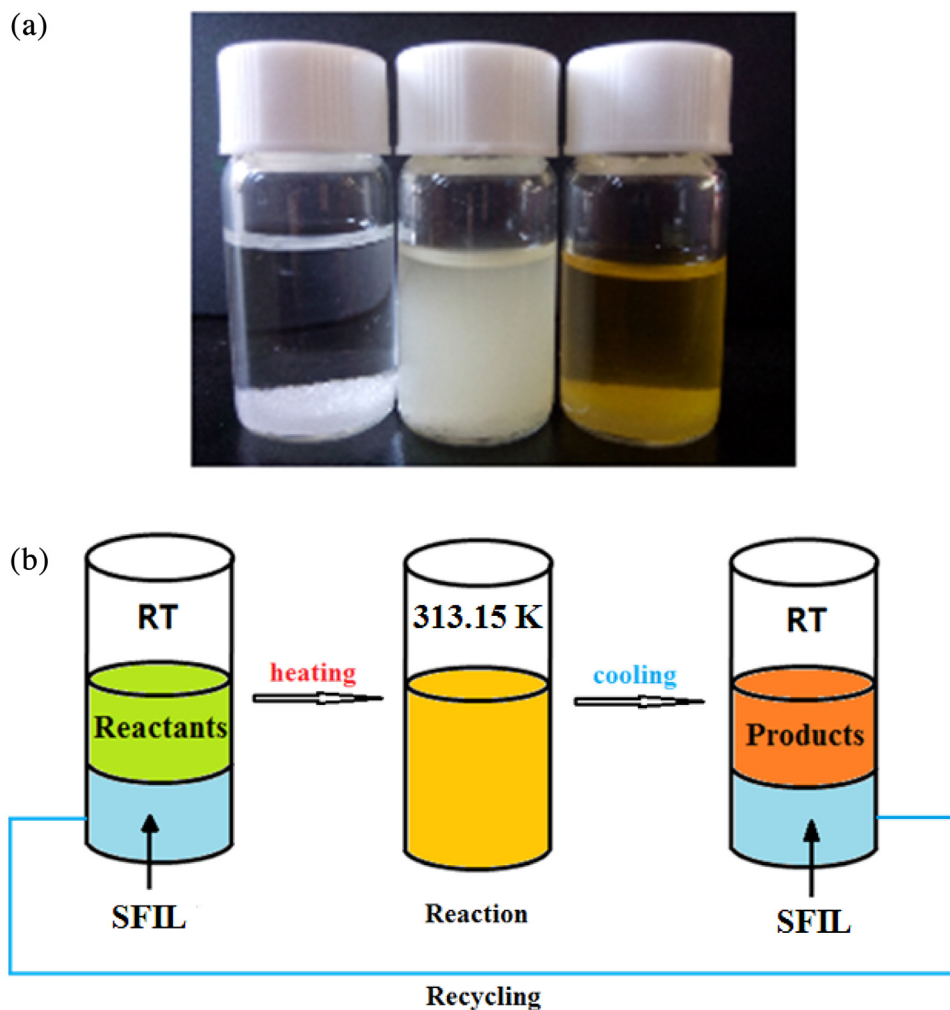 (a)
(b)
RT
313.15 K
RT
heating
cooling
Reactants
Products
SFIL
Reaction
SFIL
Recycling